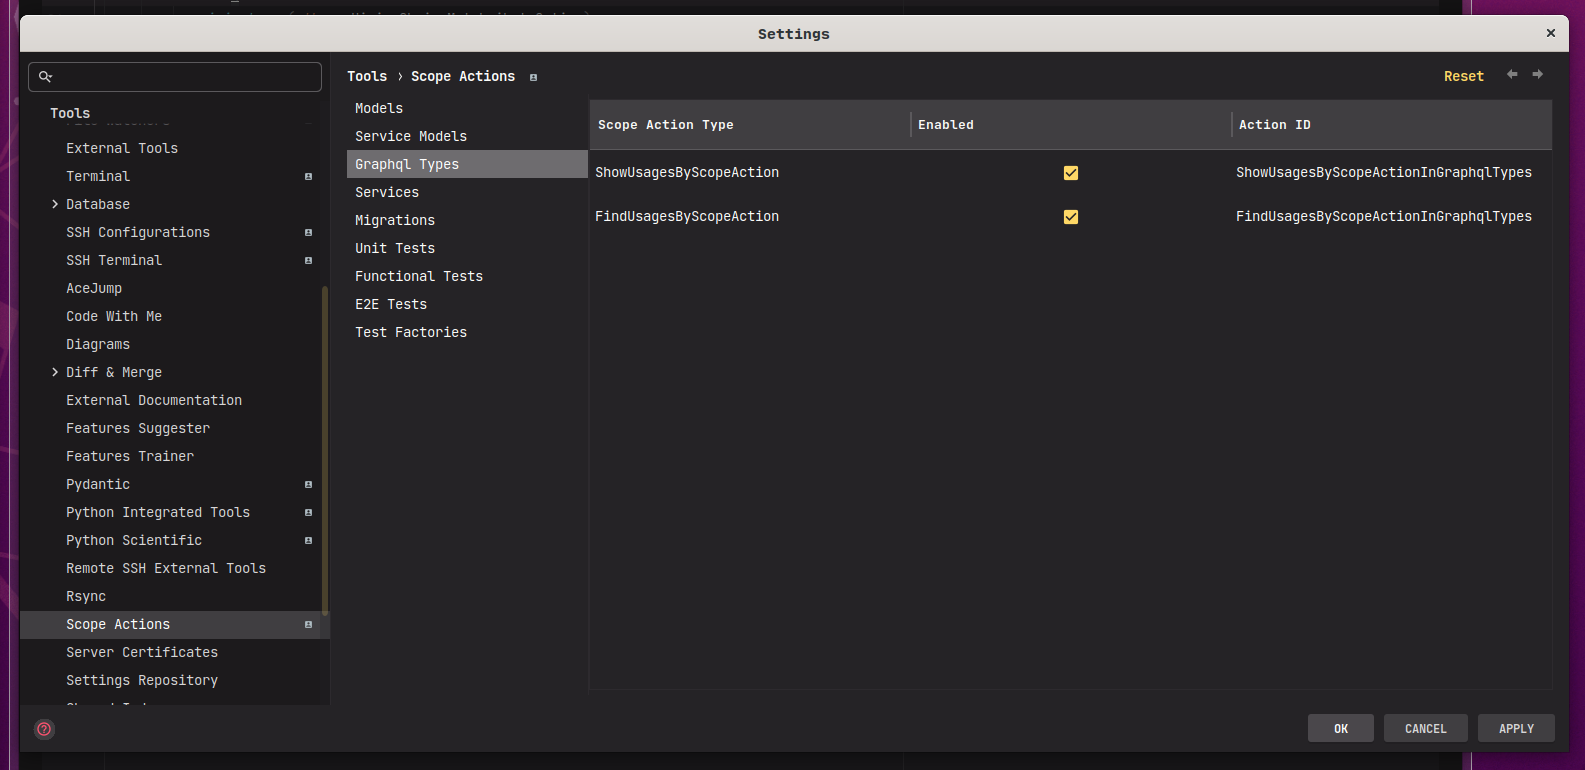 Settings
Tools › Scope Actions
Reset
Tools
External Tools
Terminal
Database
SSH Configurations
SSH Terminal
AceJump
Code With Me
Diagrams
Diff & Merge
External Documentation
Features Suggester
Features Trainer
Pydantic
Python Integrated Tools
Python Scientific
Remote SSH External Tools
Rsync
Scope Actions
Server Certificates
Settings Repository
Models
Service Models
Graphql Types
Services
Migrations
Unit Tests
Functional Tests
E2E Tests
Test Factories
Scope Action Type Enabled Action ID
ShowUsagesByScopeAction ShowUsagesByScopeActionInGraphqlTypes
FindUsagesByScopeAction FindUsagesByScopeActionInGraphqlTypes
OK CANCEL APPLY